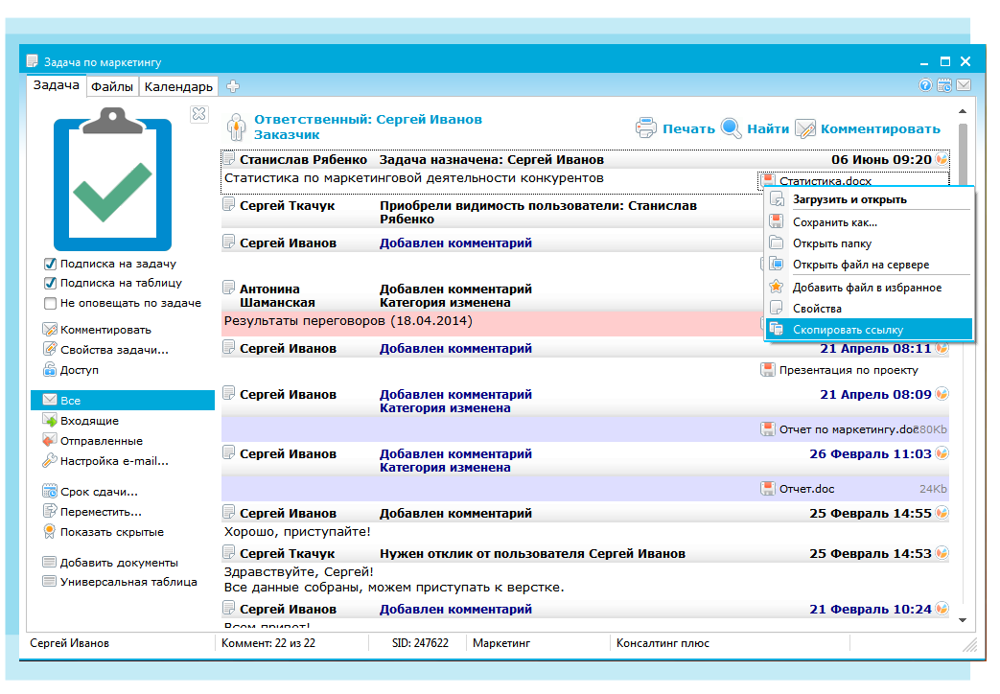 Задача по маркетингу
Задача
Файлы
Календарь
Ответственный: Сергей Иванов
Заказчик
Печать
Найти
Комментировать
Подписка на задачу
Подписка на таблицу
Не оповещать по задаче
Комментировать
Свойства задачи...
Доступ
Все
Входящие
Отправленные
Настройка e-mail...
Срок сдачи...
Переместить...
Показать скрытые
Добавить документы
Универсальная таблица
Станислав Рябенко Задача назначена: Сергей Иванов 06 Июнь 09:20
Статистика по маркетинговой деятельности конкурентов
Статистика.docx
Сергей Ткачук Приобрели видимость пользователи: Станислав
Рябенко
Сергей Иванов Добавлен комментарий
Антонина Добавлен комментарий
Шаманская Категория изменена
Результаты переговоров (18.04.2014)
Загрузить и открыть
Сохранить как...
Открыть папку
Открыть файл на сервере
Добавить файл в избранное
Свойства
Скопировать ссылку
Сергей Иванов Добавлен комментарий 21 Апрель 08:11
Презентация по проекту
Сергей Иванов Добавлен комментарий 21 Апрель 08:09
Категория изменена
Отчет по маркетингу.doc 80Kb
Сергей Иванов Добавлен комментарий 26 Февраль 11:03
Категория изменена
Отчет.doc 24Kb
Сергей Иванов Добавлен комментарий 25 Февраль 14:55
Хорошо, приступайте!
Сергей Ткачук Нужен отклик от пользователя Сергей Иванов 25 Февраль 14:53
Здравствуйте, Сергей!
Все данные собраны, можем приступать к верстке.
Сергей Иванов Добавлен комментарий 21 Февраль 10:24
Всем привет!
Сергей Иванов
Коммент: 22 из 22
SID: 247622
Маркетинг
Консалтинг плюс